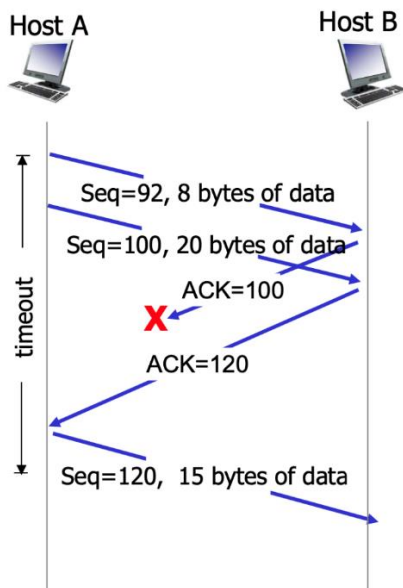 Host A
Host B
Seq=92, 8 bytes of data
Seq=100, 20 bytes of data
ACK=100
X
timeout
ACK=120
Seq=120, 15 bytes of data